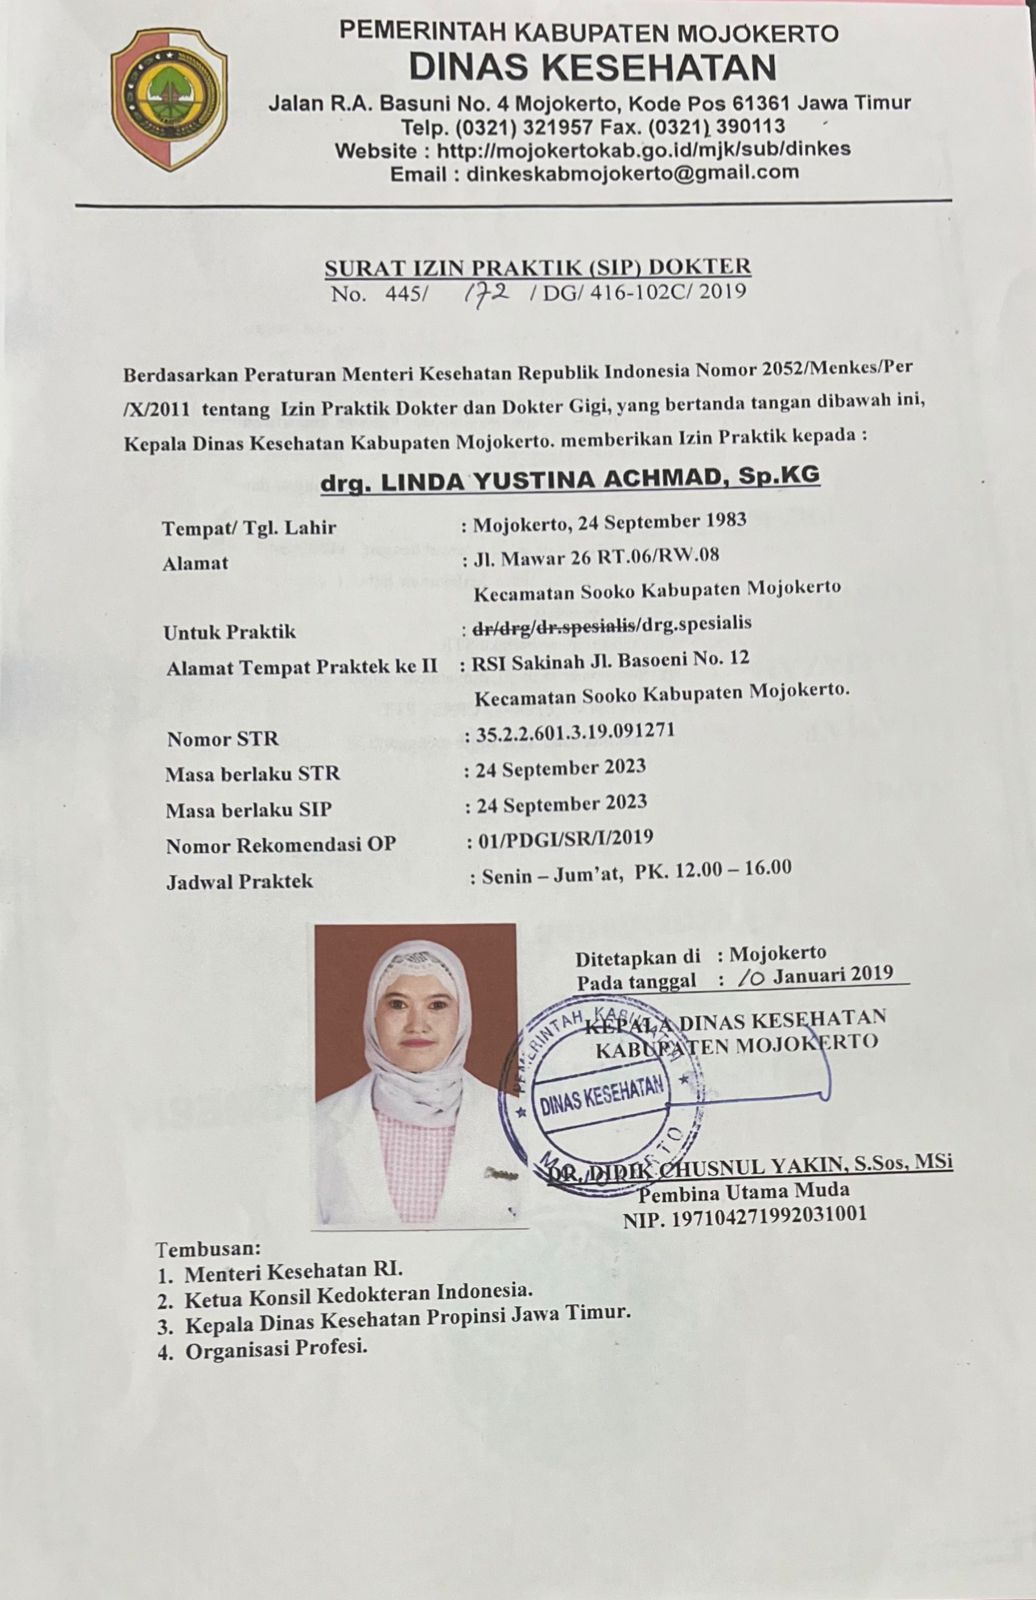 PEMERINTAH KABUPATEN MOJOKERTO
DINAS KESEHATAN
Jalan R.A. Basuni No. 4 Mojokerto, Kode Pos 61361 Jawa Timur
Telp. (0321) 321957 Fax. (0321) 390113
Website : http://mojokertokab.go.id/mjk/sub/dinkes
Email : dinkeskabmojokerto@gmail.com
SURAT IZIN PRAKTIK (SIP) DOKTER
No. 445/ 172 / DG/ 416-102C/ 2019
Berdasarkan Peraturan Menteri Kesehatan Republik Indonesia Nomor 2052/Menkes/Per
/X/2011 tentang Izin Praktik Dokter dan Dokter Gigi, yang bertanda tangan dibawah ini,
Kepala Dinas Kesehatan Kabupaten Mojokerto. memberikan Izin Praktik kepada :
drg. LINDA YUSTINA ACHMAD, Sp.KG
Tempat/ Tgl. Lahir : Mojokerto, 24 September 1983
Alamat : Jl. Mawar 26 RT.06/RW.08
Kecamatan Sooko Kabupaten Mojokerto
Untuk Praktik : dr/drg/dr.spesialis/drg.spesialis
Alamat Tempat Praktek ke II : RSI Sakinah Jl. Basoeni No. 12
Kecamatan Sooko Kabupaten Mojokerto.
Nomor STR : 35.2.2.601.3.19.091271
Masa berlaku STR : 24 September 2023
Masa berlaku SIP : 24 September 2023
Nomor Rekomendasi OP : 01/PDGI/SR/I/2019
Jadwal Praktek : Senin – Jum'at, PK. 12.00 – 16.00
Ditetapkan di : Mojokerto
Pada tanggal : 10 Januari 2019
KEPALA DINAS KESEHATAN
KABUPATEN MOJOKERTO
PEMERINTAH KABUPATEN
DINAS KESEHATAN
MOJOKERTO
DR. DIDIK CHUSNUL YAKIN, S.Sos, MSi
Pembina Utama Muda
NIP. 197104271992031001
Tembusan:
1. Menteri Kesehatan RI.
2. Ketua Konsil Kedokteran Indonesia.
3. Kepala Dinas Kesehatan Propinsi Jawa Timur.
4. Organisasi Profesi.